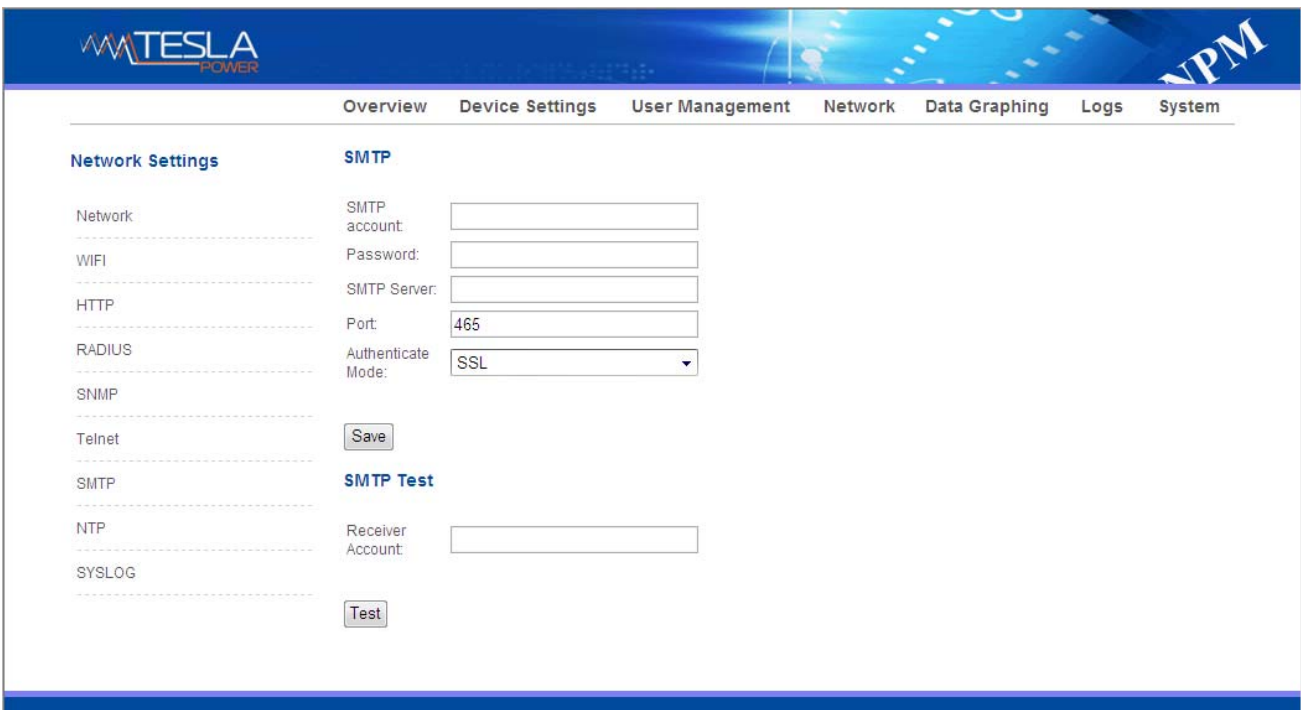 TESLA
POWER
NPM
Overview Device Settings User Management Network Data Graphing Logs System
Network Settings
Network
WIFI
HTTP
RADIUS
SNMP
Telnet
SMTP
NTP
SYSLOG
SMTP
SMTP
account:
Password:
SMTP Server:
Port: 465
Authenticate
Mode: SSL
Save
SMTP Test
Receiver
Account:
Test